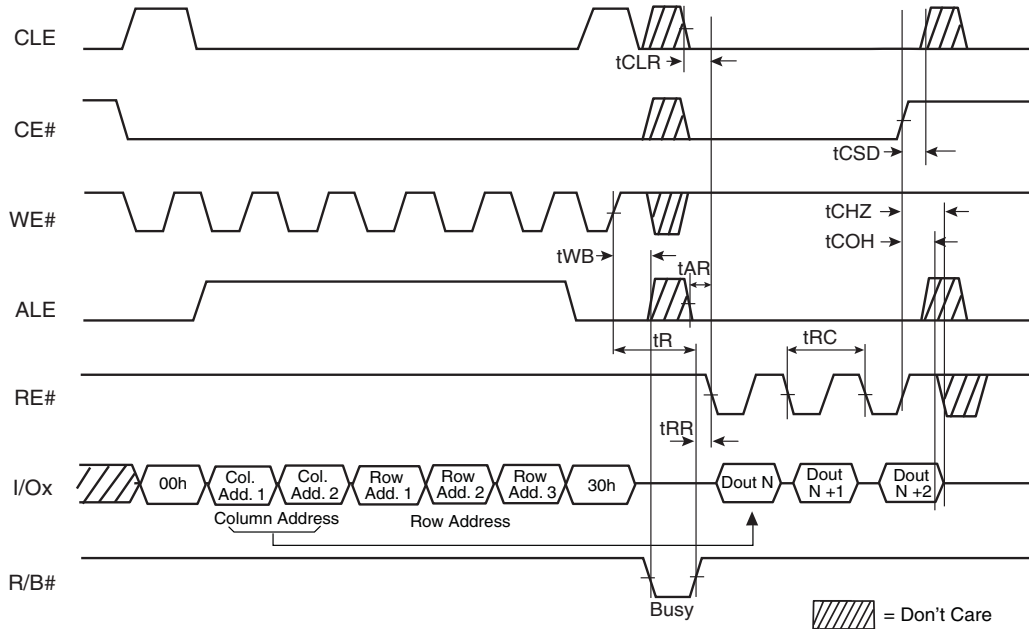 CLE
tCLR
CE#
tCSD
WE#
tCHZ
tCOH
tWB
tAR
ALE
tR
tRC
RE#
tRR
I/Ox
00h
Col.
Add. 1
Col.
Add. 2
Row
Add. 1
Row
Add. 2
Row
Add. 3
30h
Dout N
Dout
N +1
Dout
N +2
Column Address
Row Address
R/B#
Busy
= Don't Care